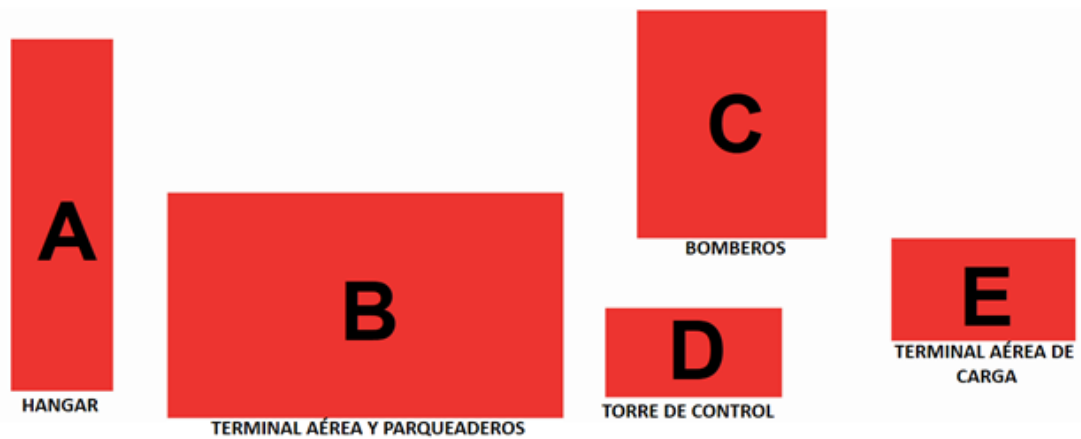 A
HANGAR
B
TERMINAL AÉREA Y PARQUEADEROS
C
BOMBEROS
D
TORRE DE CONTROL
E
TERMINAL AÉREA DE
CARGA